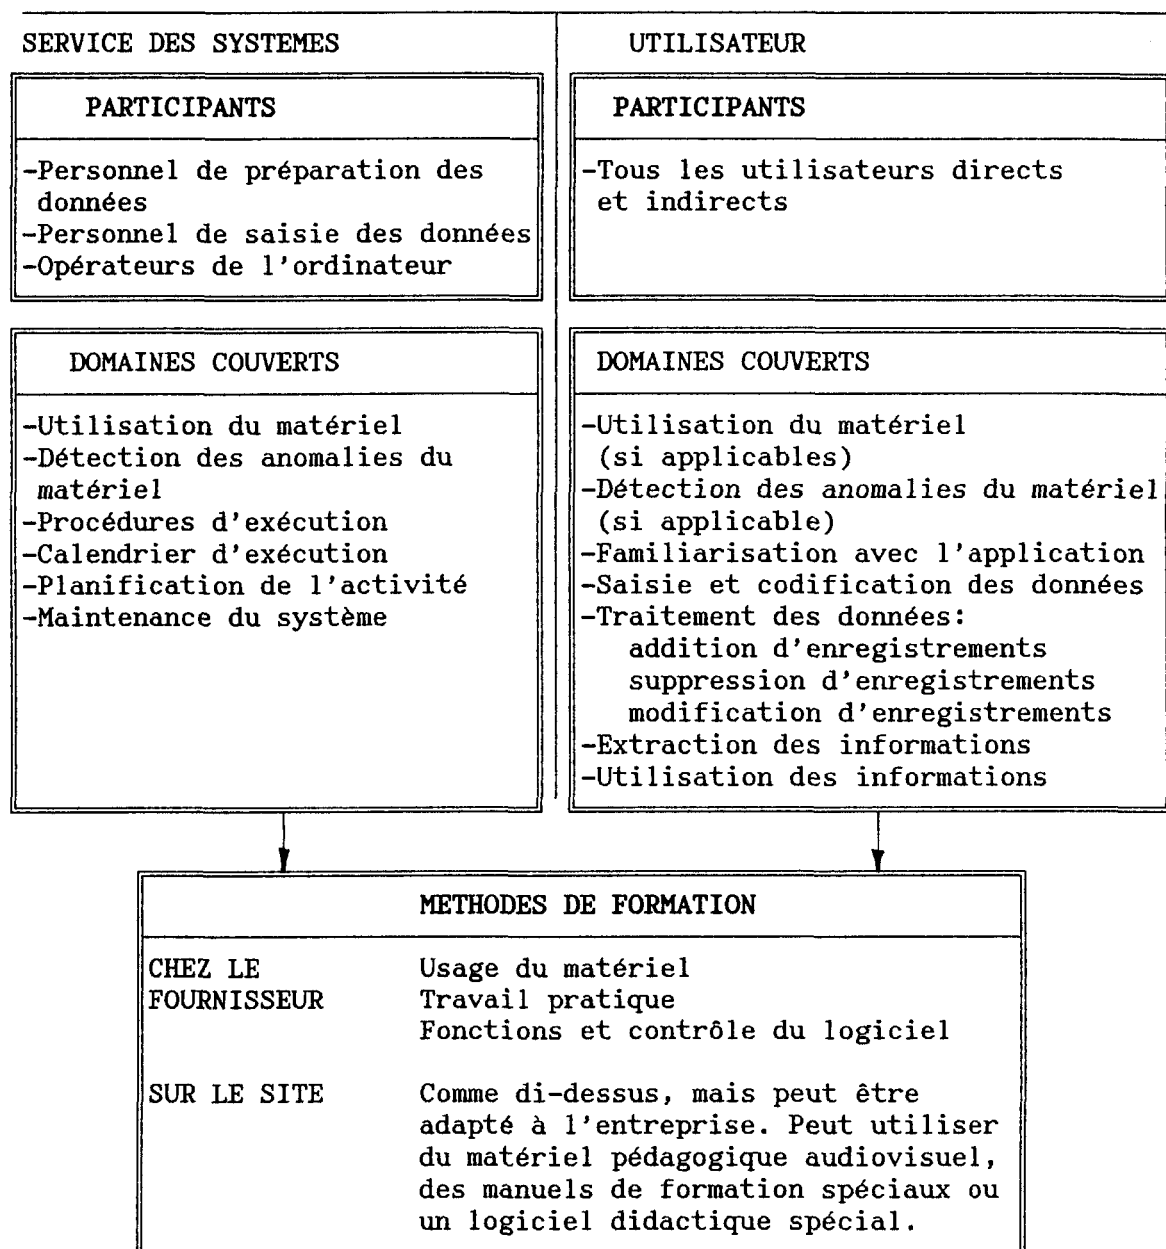 SERVICE DES SYSTEMES
PARTICIPANTS
-Personnel de préparation des
données
-Personnel de saisie des données
-Opérateurs de l'ordinateur
DOMAINES COUVERTS
-Utilisation du matériel
-Détection des anomalies du
matériel
-Procédures d'exécution
-Calendrier d'exécution
-Planification de l'activité
-Maintenance du système
UTILISATEUR
PARTICIPANTS
-Tous les utilisateurs directs
et indirects
DOMAINES COUVERTS
-Utilisation du matériel
(si applicables)
-Détection des anomalies du matériel
(si applicable)
-Familiarisation avec l'application
-Saisie et codification des données
-Traitement des données:
addition d'enregistrements
suppression d'enregistrements
modification d'enregistrements
-Extraction des informations
-Utilisation des informations
METHODES DE FORMATION
CHEZ LE Usage du matériel
FOURNISSEUR Travail pratique
Fonctions et contrôle du logiciel
SUR LE SITE Comme di-dessus, mais peut être
adapté à l'entreprise. Peut utiliser
du matériel pédagogique audiovisuel,
des manuels de formation spéciaux ou
un logiciel didactique spécial.